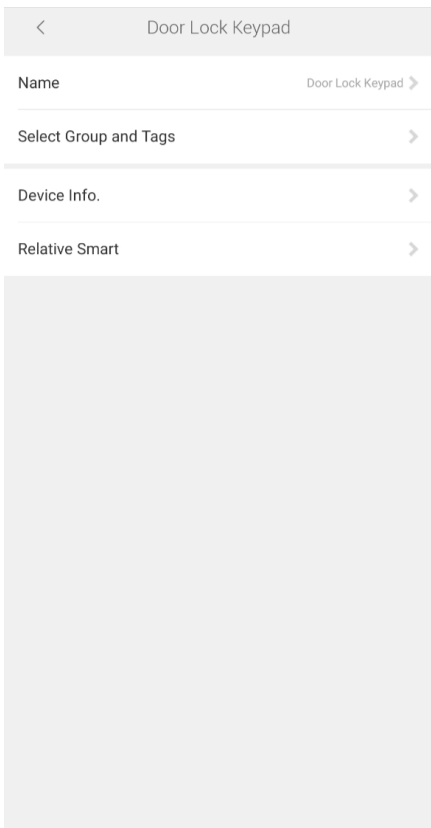 Door Lock Keypad
Name Door Lock Keypad
Select Group and Tags
Device Info.
Relative Smart